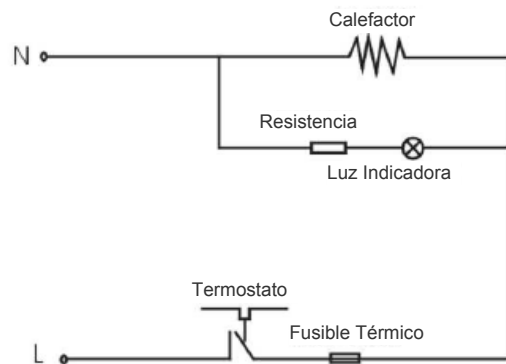 Calefactor
N
Resistencia
Luz Indicadora
Termostato
Fusible Térmico
L